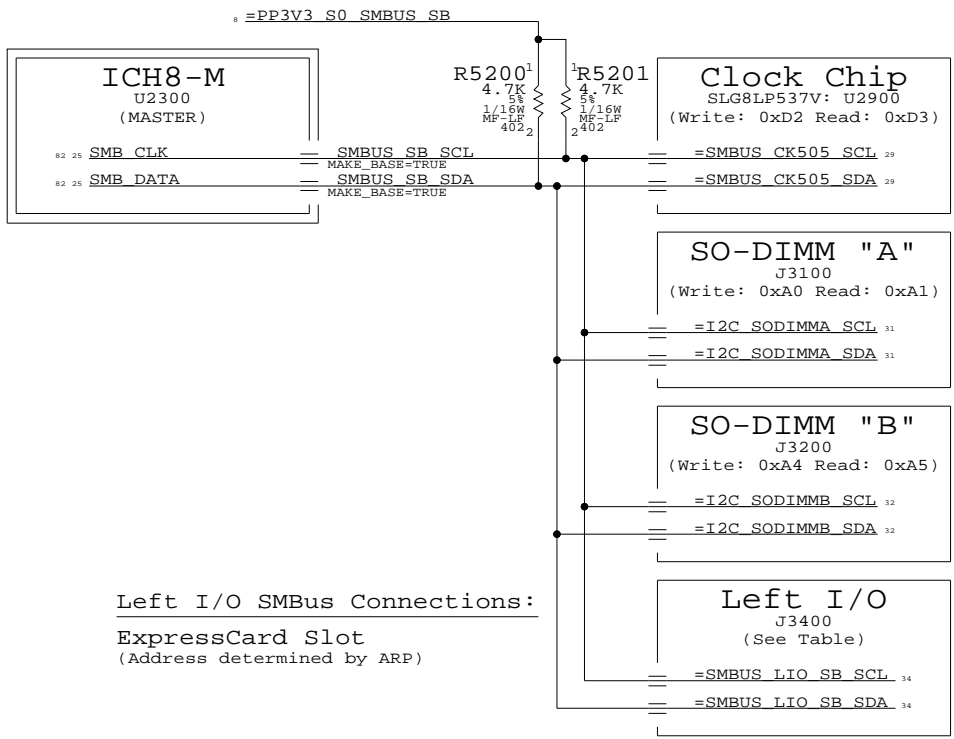 8 =PP3V3_S0_SMBUS_SB
ICH8-M
U2300
(MASTER)
82 25 SMB_CLK
82 25 SMB_DATA
SMBUS_SB_SCL
MAKE_BASE=TRUE
SMBUS_SB_SDA
MAKE_BASE=TRUE
R5200 1
4.7K
5%
1/16W
MF-LF
402 2
1 R5201
4.7K
5%
1/16W
MF-LF
2 402
Clock Chip
SLG8LP537V: U2900
(Write: 0xD2 Read: 0xD3)
=SMBUS_CK505_SCL 29
=SMBUS_CK505_SDA 29
SO-DIMM "A"
J3100
(Write: 0xA0 Read: 0xA1)
=I2C_SODIMMA_SCL 31
=I2C_SODIMMA_SDA 31
SO-DIMM "B"
J3200
(Write: 0xA4 Read: 0xA5)
=I2C_SODIMMB_SCL 32
=I2C_SODIMMB_SDA 32
Left I/O SMBus Connections:
ExpressCard Slot
(Address determined by ARP)
Left I/O
J3400
(See Table)
=SMBUS_LIO_SB_SCL 34
=SMBUS_LIO_SB_SDA 34